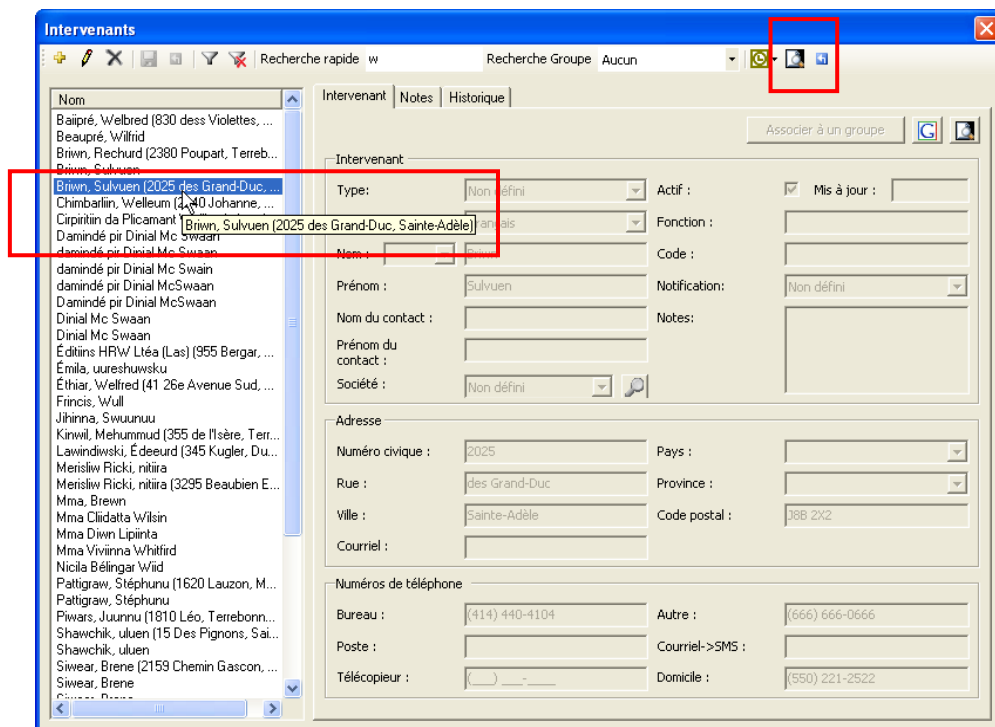 Intervenants
Recherche rapide w Recherche Groupe Aucun
Nom
Baiipré, Welbred (830 dess Violettes, ...
Beaupré, Wilfrid
Briwn, Rechurd (2380 Poupart, Terreb...
Briwn, Sulvuen
Briwn, Sulvuen (2025 des Grand-Duc, ...
Chimbarliin, Welleum (2140 Johanne, ...
Cirpiritiin da Plicamant
Briwn, Sulvuen (2025 des Grand-Duc, Sainte-Adèle)
Damindé pir Dinial Mc Swaan
damindé pir Dinial Mc Swaan
damindé pir Dinial Mc Swain
damindé pir Dinial McSwaan
Damindé pir Dinial McSwaan
Dinial Mc Swaan
Dinial Mc Swaan
Éditiins HRW Ltéa (Las) (955 Bergar, ...
Émila, uureshuwsku
Éthiar, Welfred (41 26e Avenue Sud, ...
Frincis, Wull
Jihinna, Swuunuu
Kinwil, Mehummud (355 de l'Isère, Terr...
Lawindiwski, Édeeurd (345 Kugler, Du...
Merisliw Ricki, nitiira
Merisliw Ricki, nitiira (3295 Beaubien E...
Mma, Brewn
Mma Cliidatta Wilsin
Mma Diwn Lipiinta
Mma Viviinna Whitfird
Nicila Bélingar Wiid
Pattigraw, Stéphunu (1620 Lauzon, M...
Pattigraw, Stéphunu
Piwars, Juunnu (1810 Léo, Terrebonn...
Shawchik, uluen (15 Des Pignons, Sai...
Shawchik, uluen
Siwear, Brene (2159 Chemin Gascon, ...
Siwear, Brene
Intervenant Notes Historique
Associer à un groupe
Intervenant
Type: Non défini Actif : Mis à jour :
Français Fonction :
Nom : Briwn Code :
Prénom : Sulvuen Notification: Non défini
Nom du contact : Notes:
Prénom du
contact :
Société : Non défini
Adresse
Numéro civique : 2025 Pays :
Rue : des Grand-Duc Province :
Ville : Sainte-Adèle Code postal : J8B 2X2
Courriel :
Numéros de téléphone
Bureau : (414) 440-4104 Autre : (666) 666-0666
Poste : Courriel->SMS :
Télécopieur : (___) ___-____ Domicile : (550) 221-2522